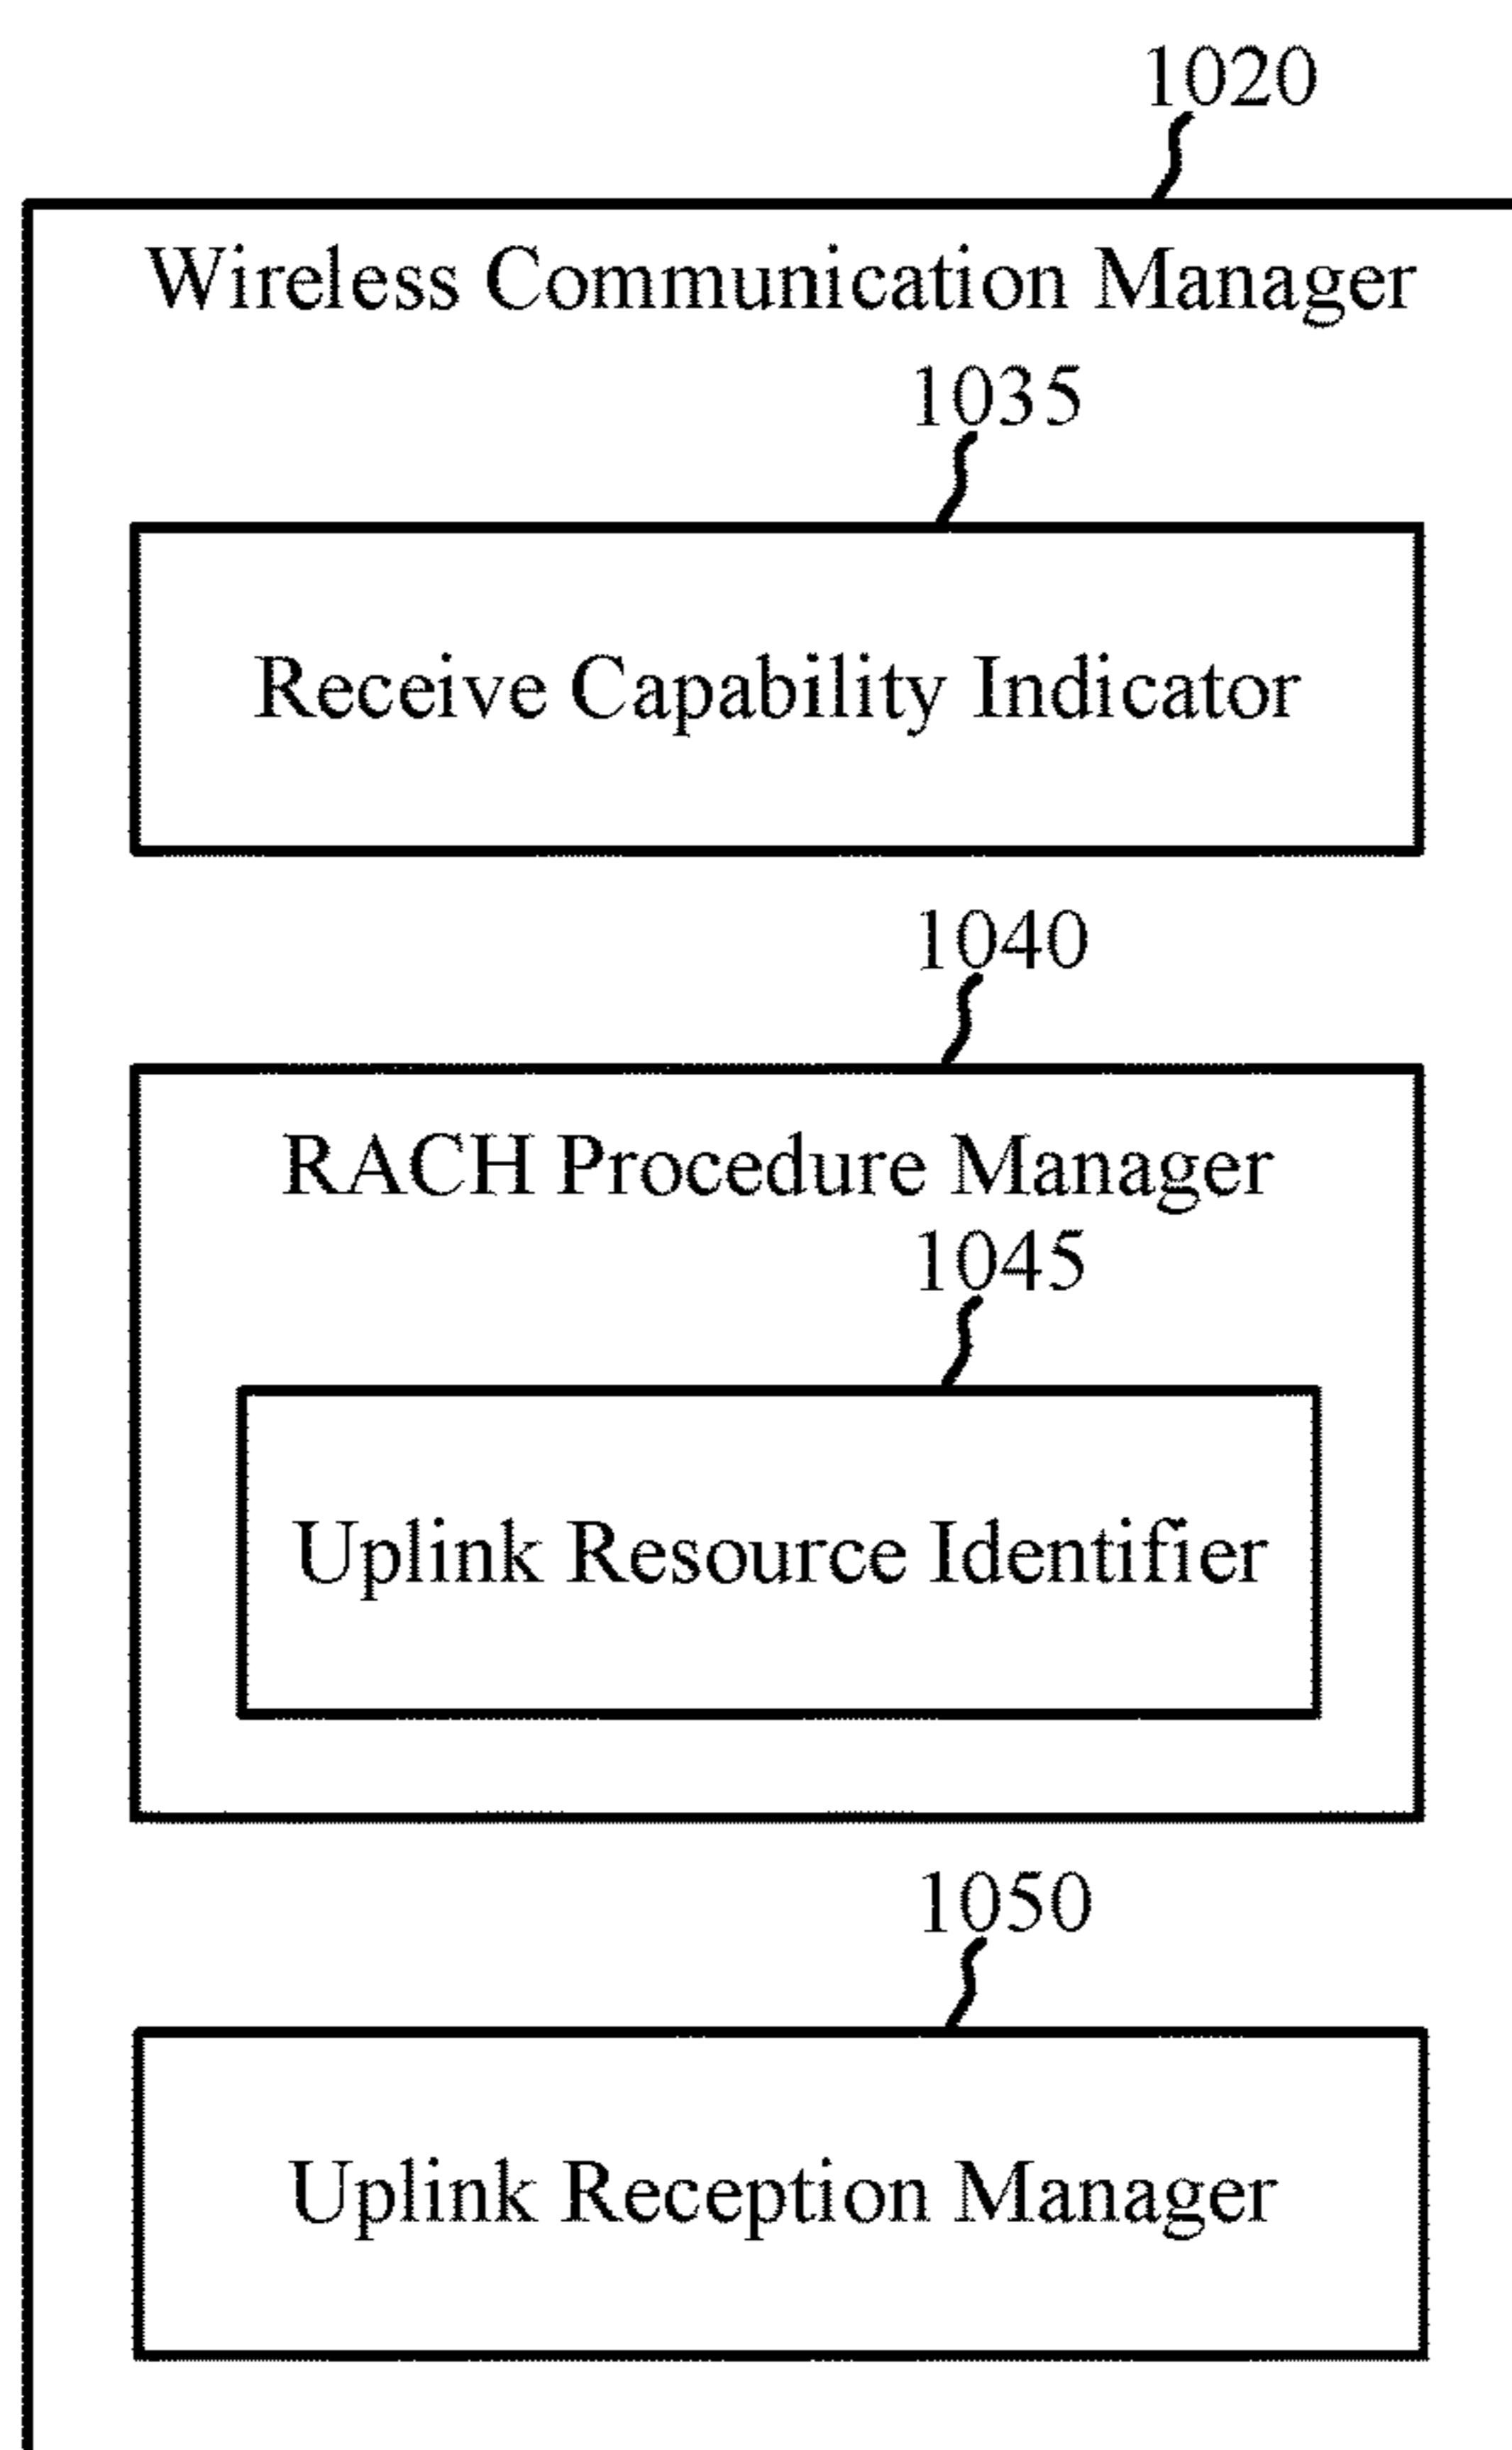 1020
Wireless Communication Manager
1035
Receive Capability Indicator
1040
RACH Procedure Manager
1045
Uplink Resource Identifier
1050
Uplink Reception Manager